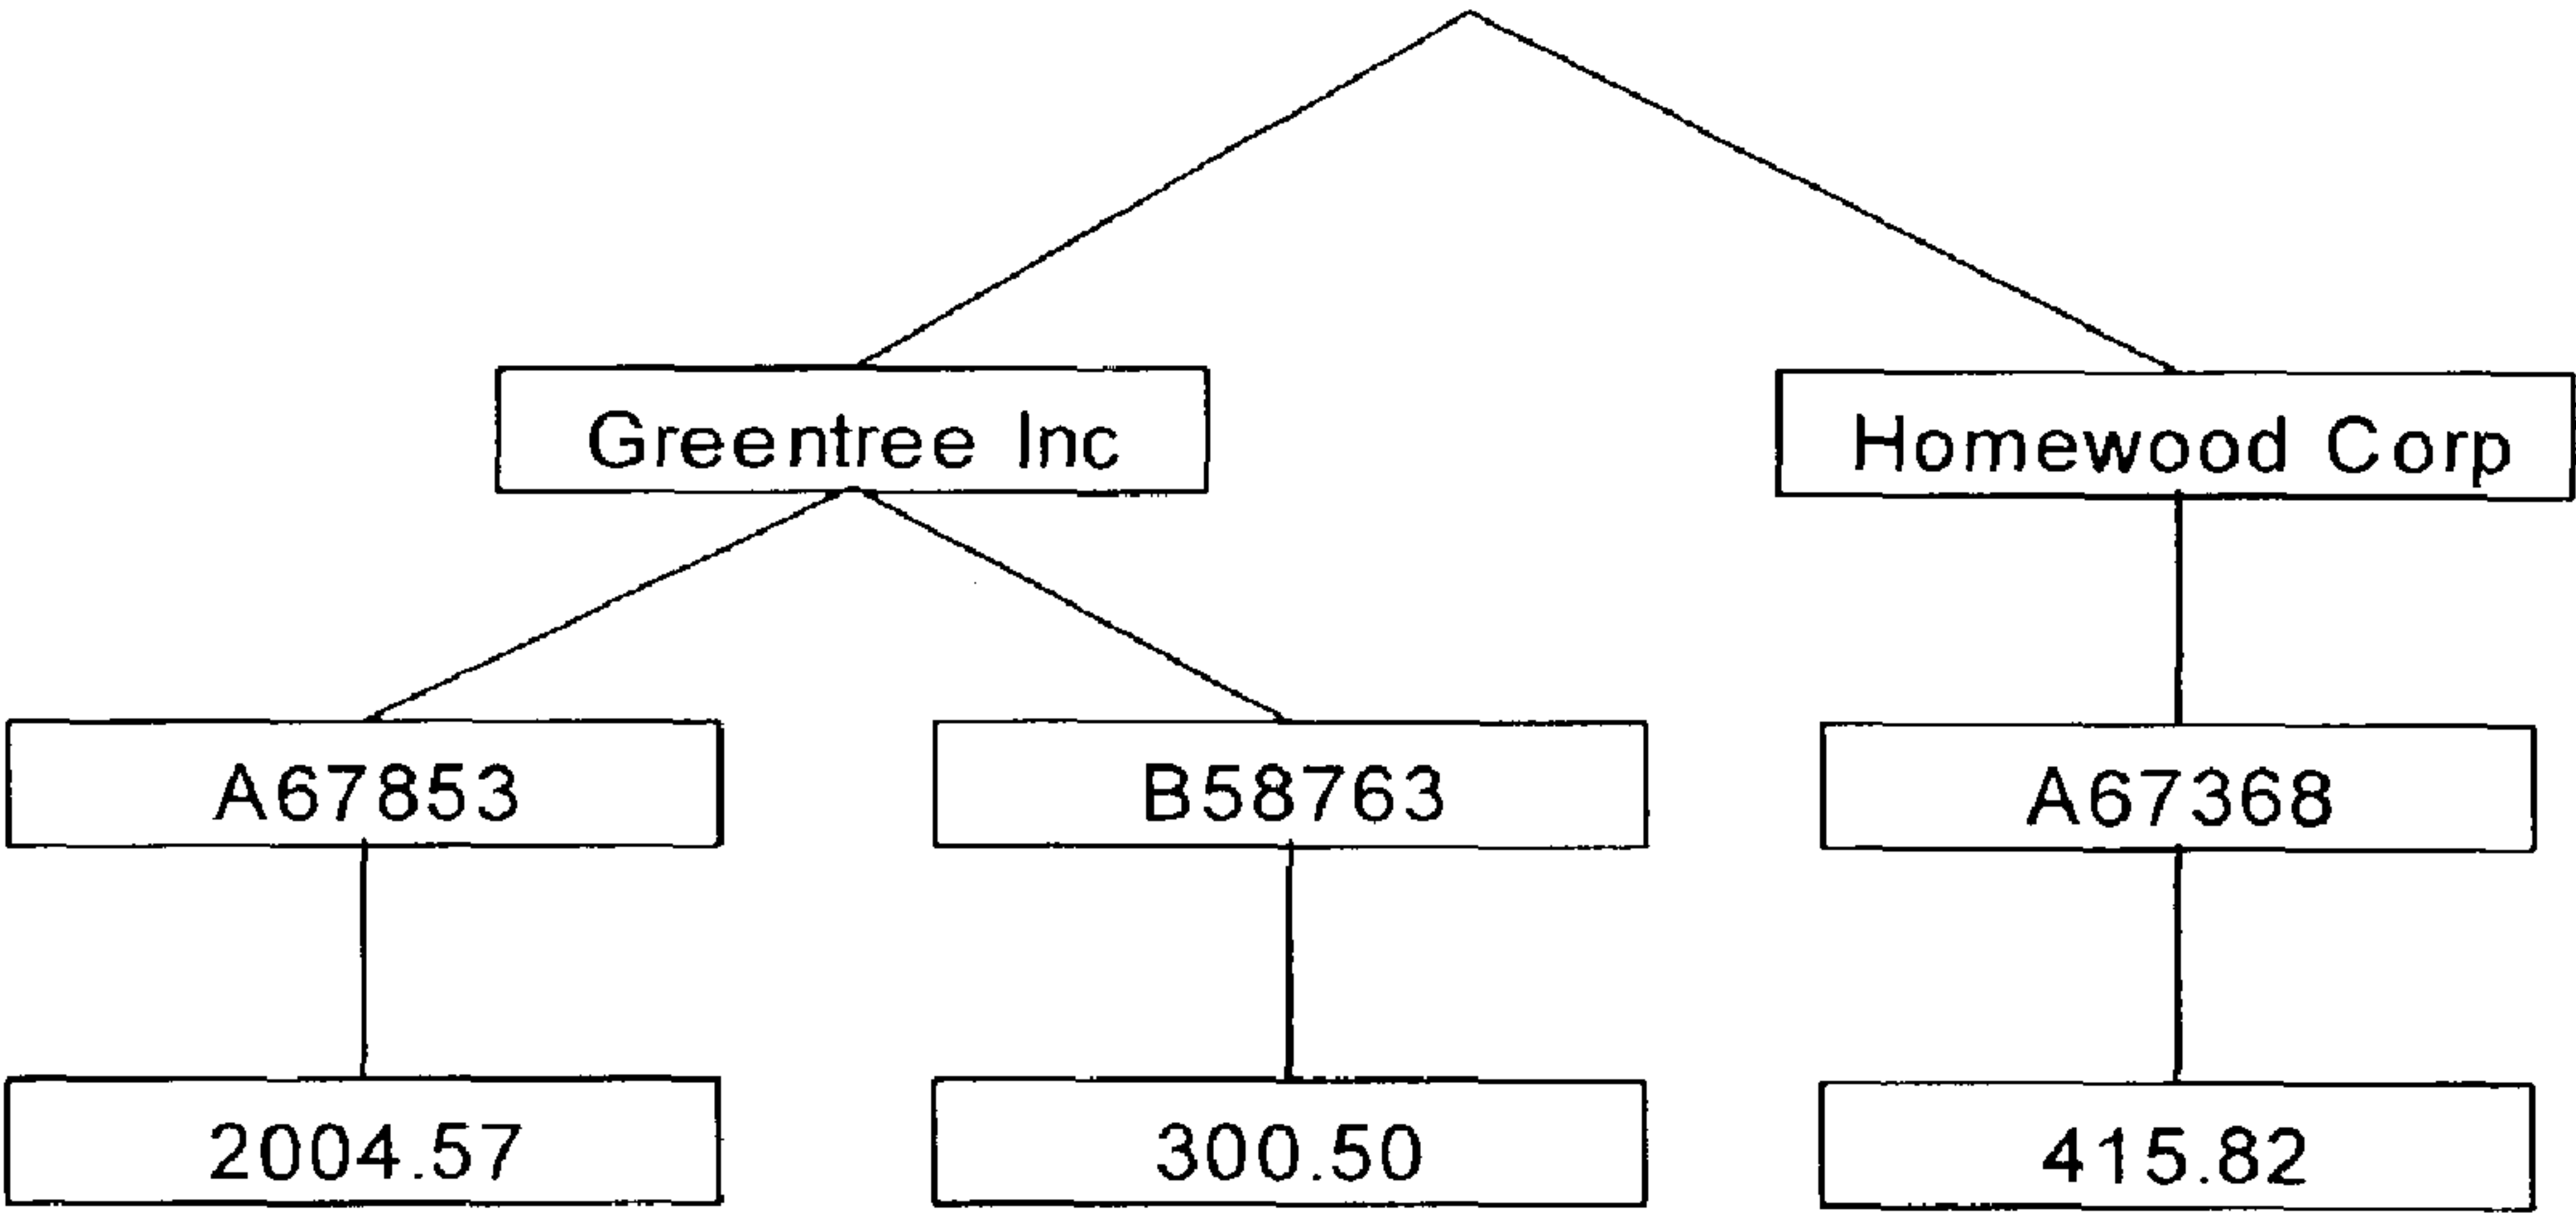 Greentree Inc
Homewood Corp
A67853
B58763
A67368
2004.57
300.50
415.82